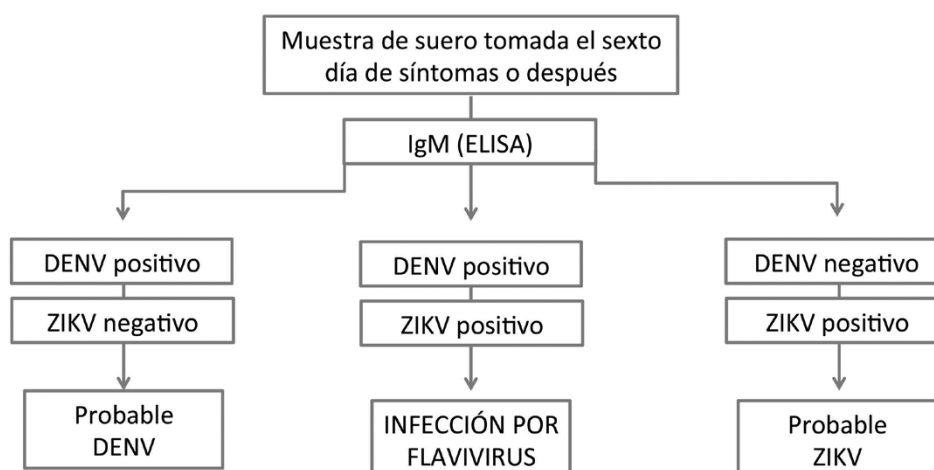 Muestra de suero tomada el sexto
día de síntomas o después
IgM (ELISA)
DENV positivo
ZIKV negativo
Probable
DENV
DENV positivo
ZIKV positivo
INFECCIÓN POR
FLAVIVIRUS
DENV negativo
ZIKV positivo
Probable
ZIKV